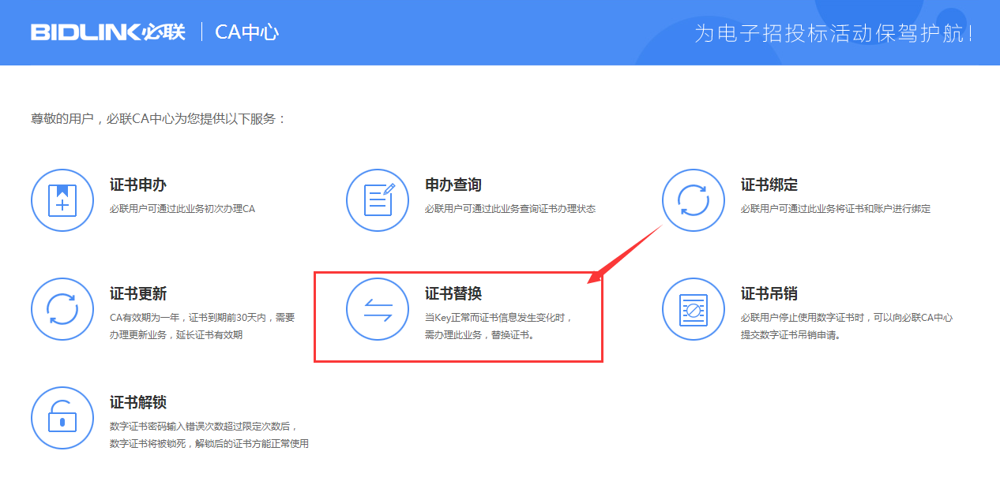 BIDLINK必联 CA中心
为电子招投标活动保驾护航！
尊敬的用户，必联CA中心为您提供以下服务：
证书申办
必联用户可通过此业务初次办理CA
申办查询
必联用户可通过此业务查询证书办理状态
证书绑定
必联用户可通过此业务将证书和账户进行绑定
证书更新
CA有效期为一年，证书到期前30天内，需要
办理更新业务，延长证书有效期
证书替换
当Key正常而证书信息发生变化时，
需办理此业务，替换证书。
证书吊销
必联用户停止使用数字证书时，可以向必联CA中心
提交数字证书吊销申请。
证书解锁
数字证书密码输入错误次数超过限定次数后，
数字证书将被锁死，解锁后的证书方能正常使用